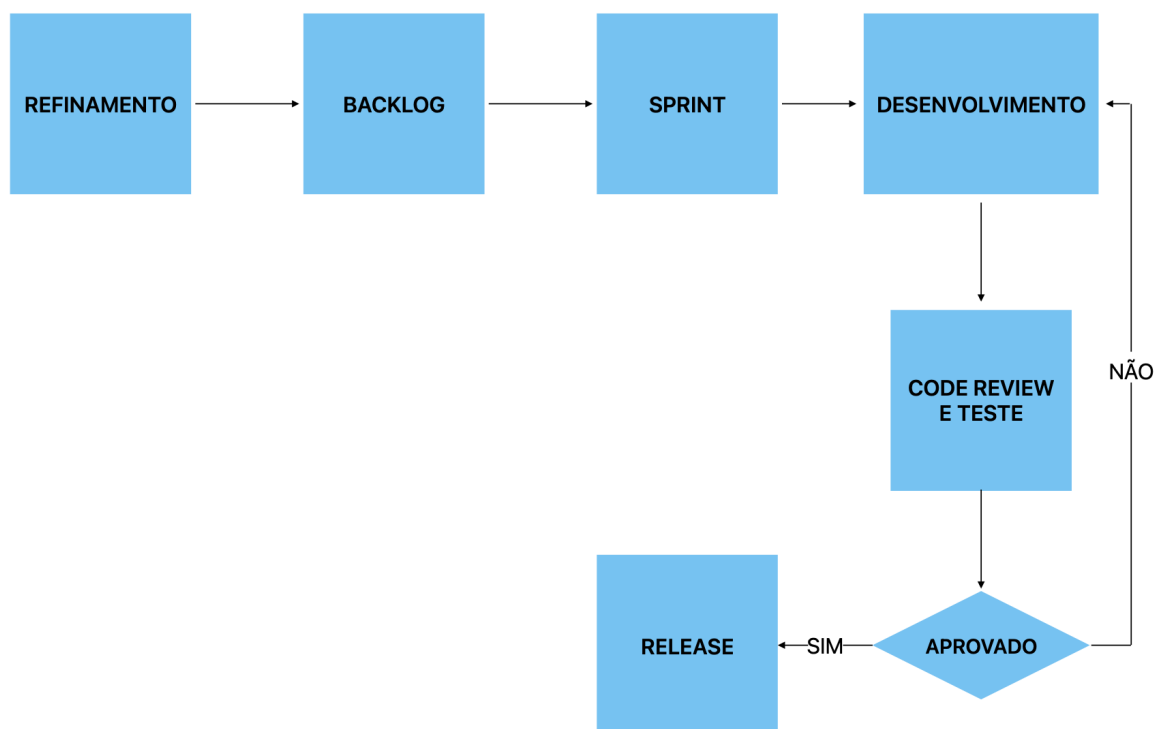 REFINAMENTO
BACKLOG
SPRINT
DESENVOLVIMENTO
CODE REVIEW
E TESTE
NÃO
APROVADO
SIM
RELEASE